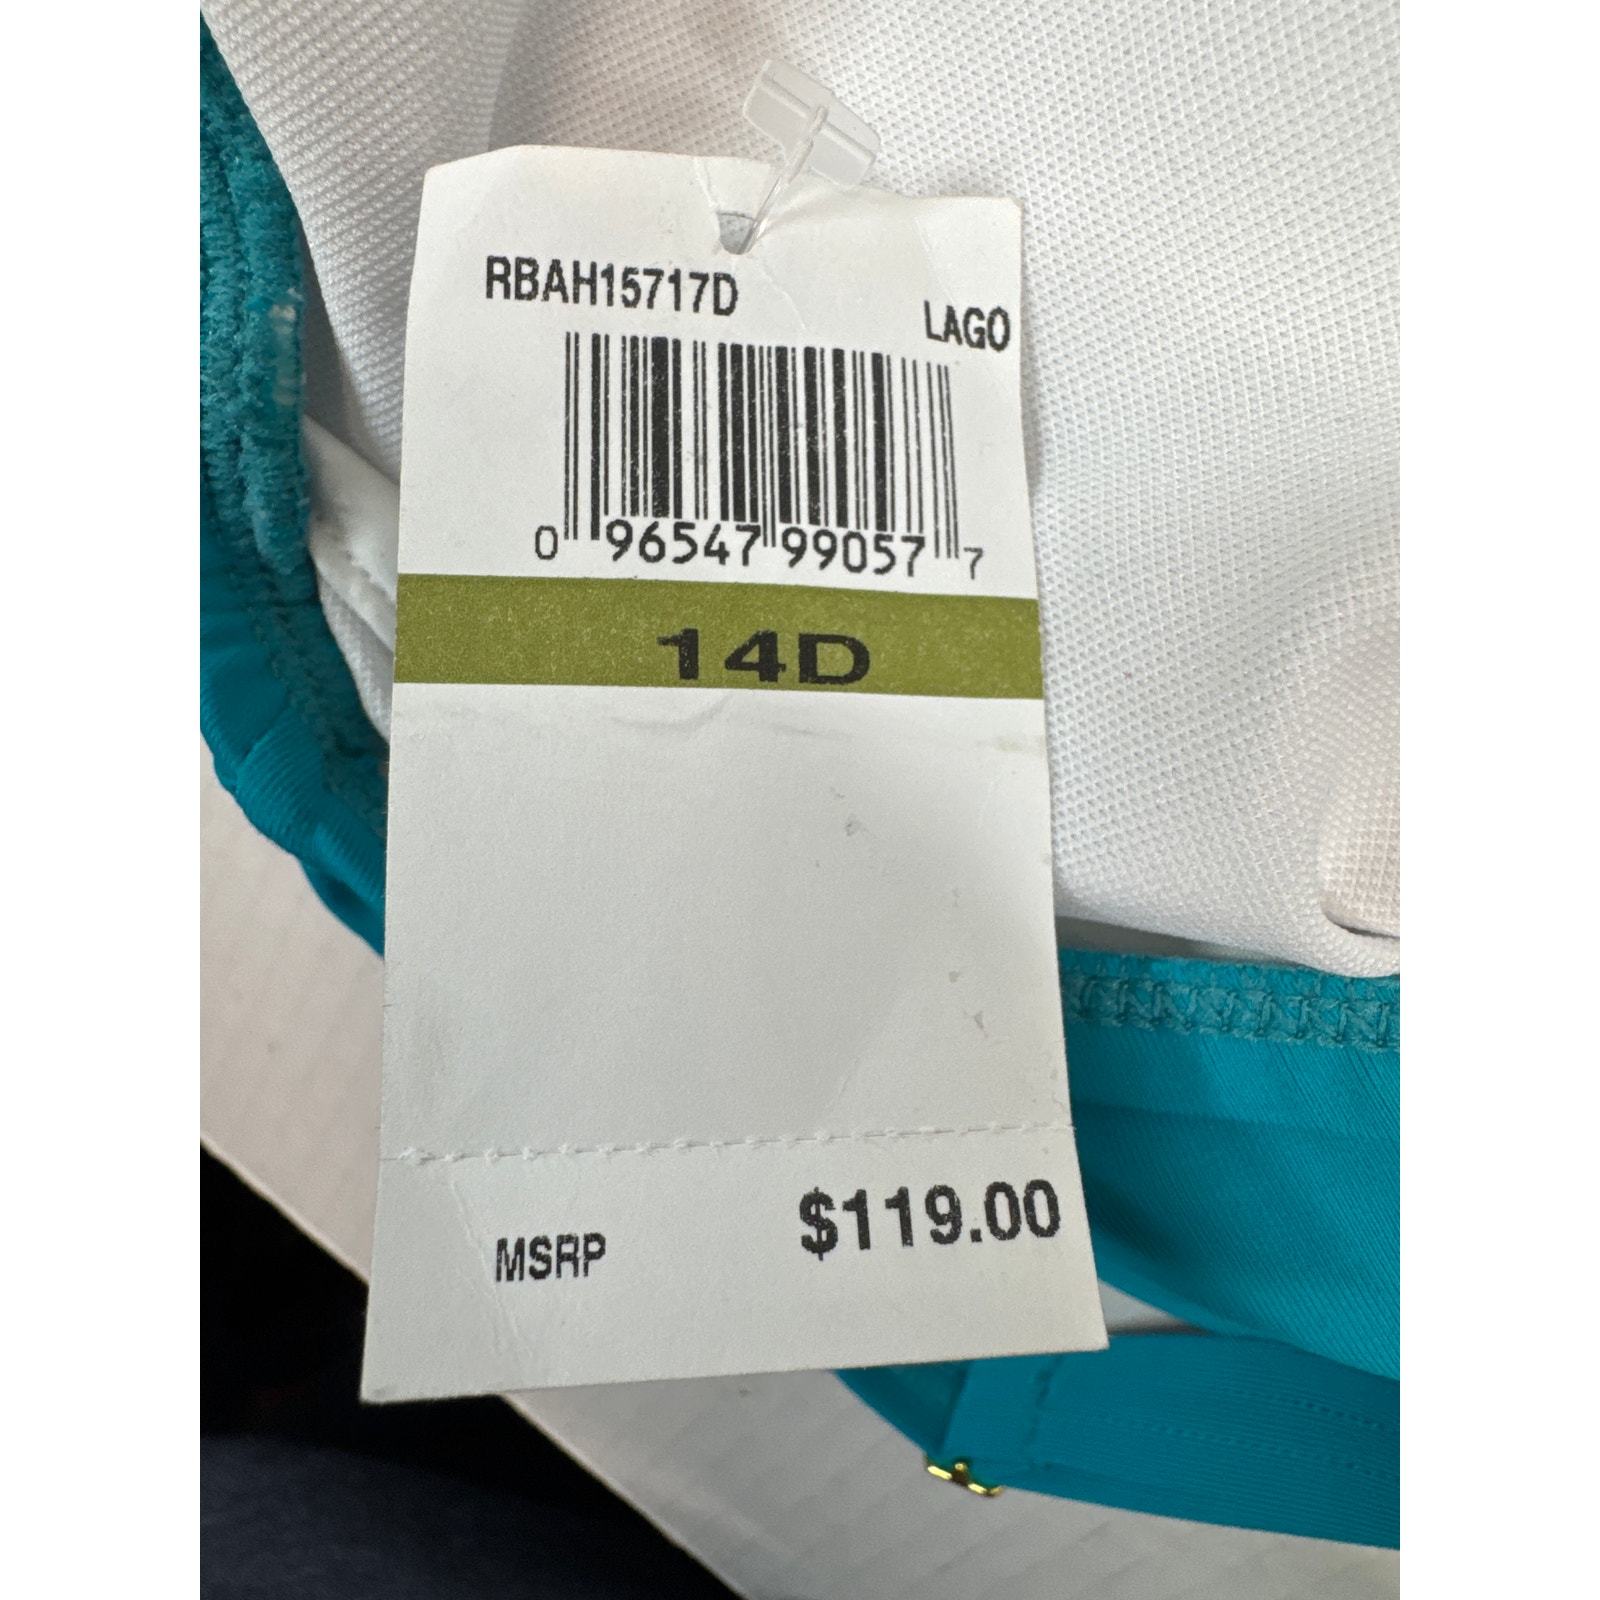 RBAH15717D
LAGO
0 96547 99057 7
14D
MSRP $119.00